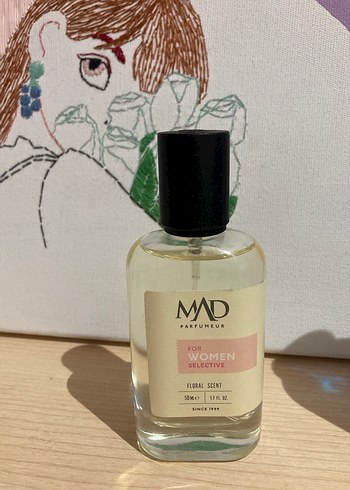 MAD
PARFUMEUR
FOR
WOMEN
SELECTIVE
FLORAL SCENT
50ml℮ 1.7 fl. oz.
SINCE 1999